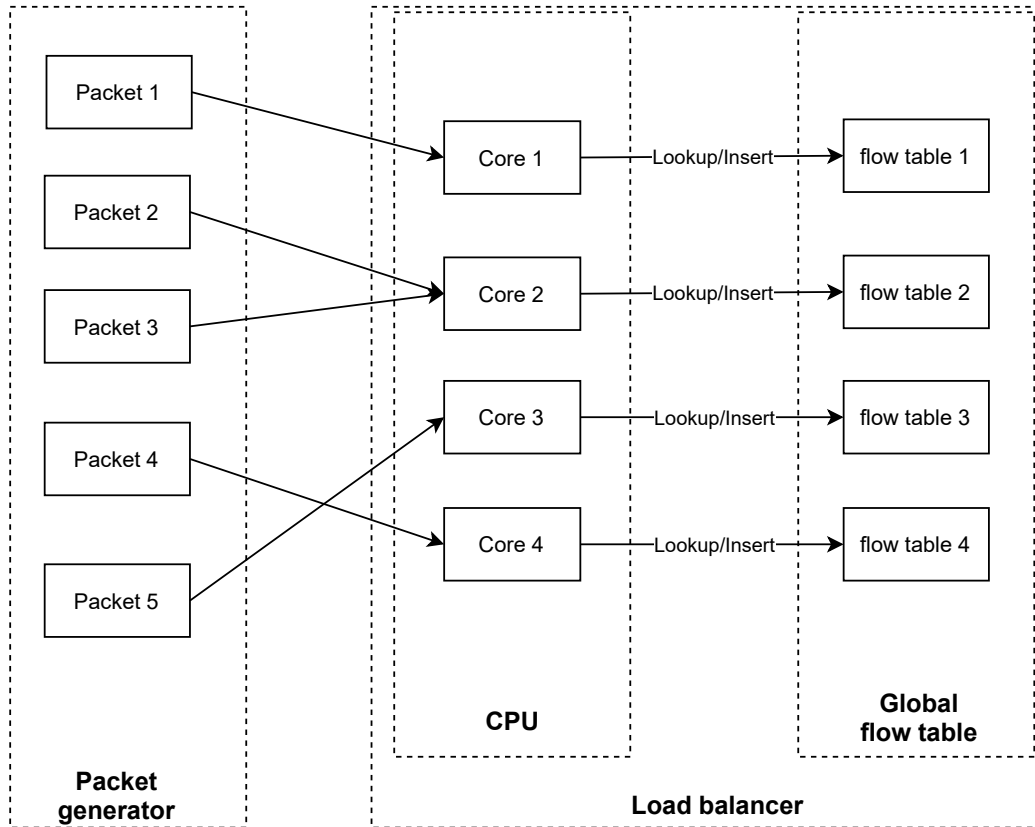 Packet 1
Packet 2
Packet 3
Packet 4
Packet 5
Packet
generator
Core 1
Core 2
Core 3
Core 4
CPU
Lookup/Insert
Lookup/Insert
Lookup/Insert
Lookup/Insert
flow table 1
flow table 2
flow table 3
flow table 4
Global
flow table
Load balancer